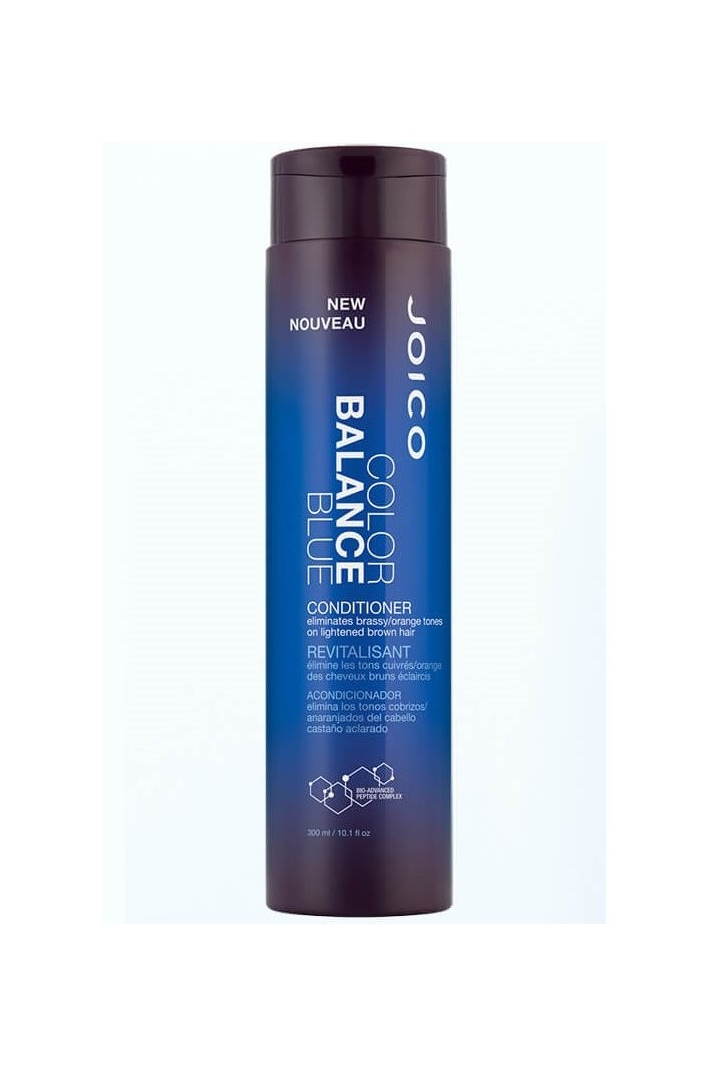 NEW
NOUVEAU
JOICO
COLOR
BALANCE
BLUE
CONDITIONER
eliminates brassy/orange tones
on lightened brown hair
REVITALISANT
élimine les tons cuivrés/orange
des cheveux bruns éclaircis
ACONDICIONADOR
elimina los tonos cobrizos/
anaranjados del cabello
castaño aclarado
BIO-ADVANCED
PEPTIDE COMPLEX
300 ml / 10.1 fl oz